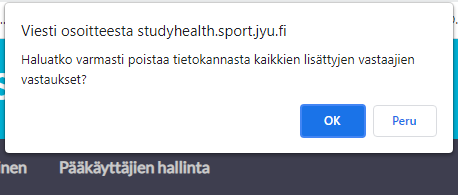 Viesti osoitteesta studyhealth.sport.jyu.fi
Haluatko varmasti poistaa tietokannasta kaikkien lisättyjen vastaajien
vastaukset?
OK Peru
Pääkäyttäjien hallinta